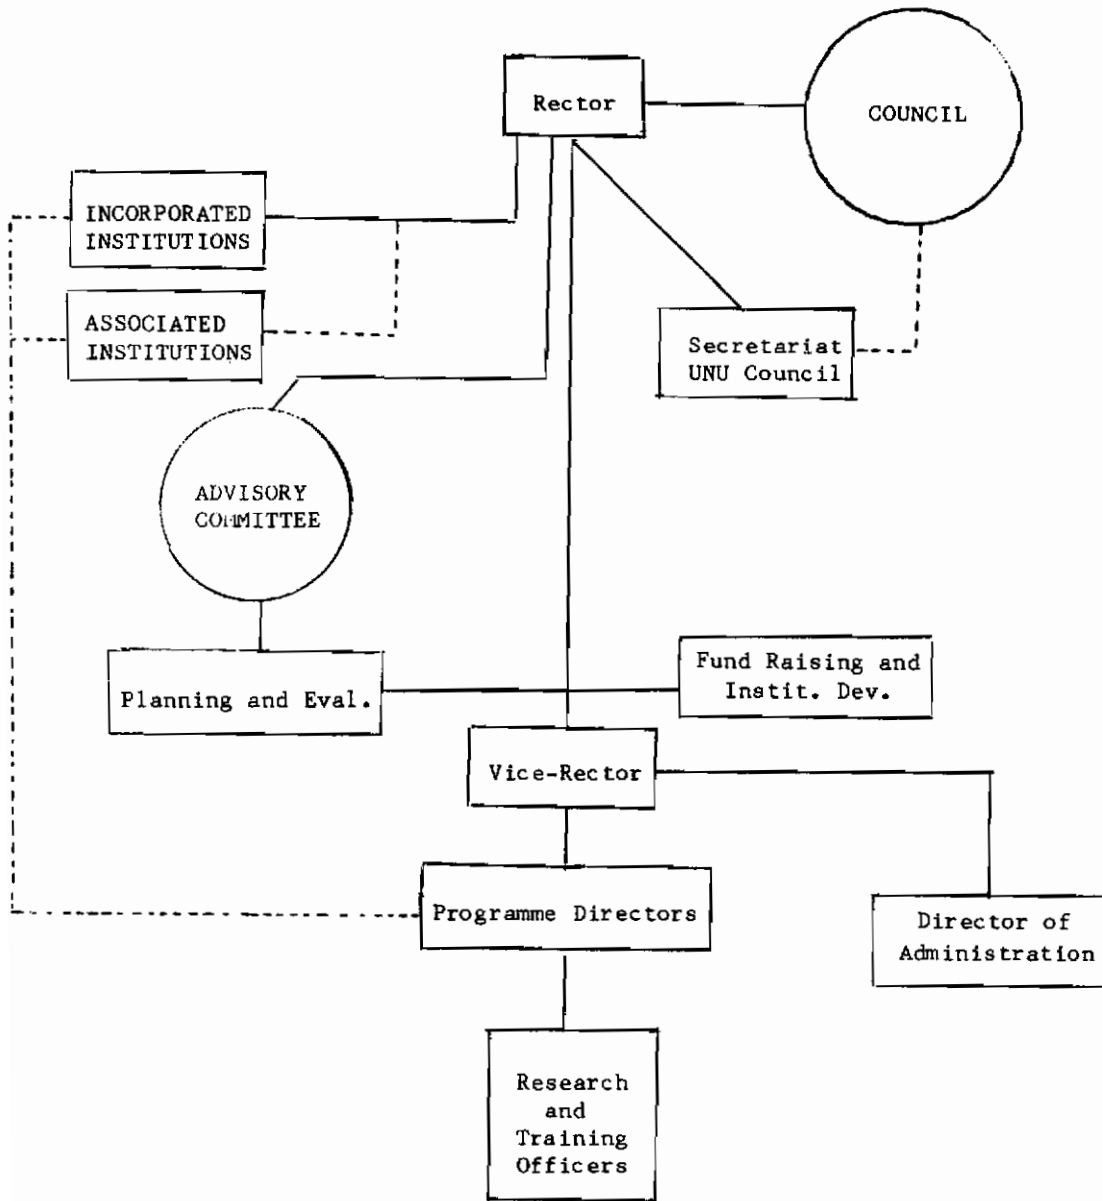 Rector
COUNCIL
INCORPORATED
INSTITUTIONS
ASSOCIATED
INSTITUTIONS
Secretariat
UNU Council
ADVISORY
COMMITTEE
Planning and Eval.
Fund Raising and
Instit. Dev.
Vice-Rector
Programme Directors
Director of
Administration
Research
and
Training
Officers